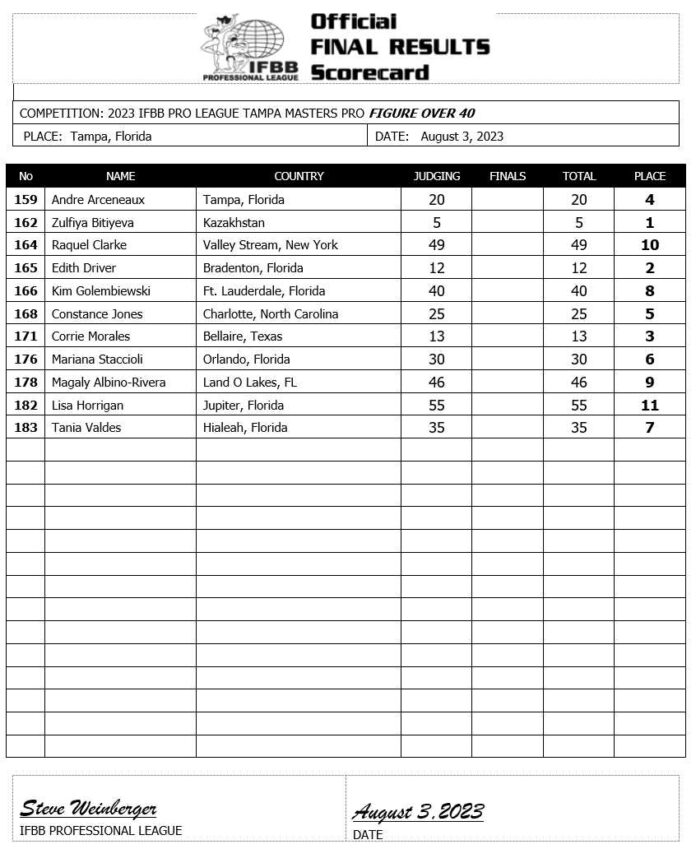 Official
FINAL RESULTS
Scorecard
IFBB
PROFESSIONAL LEAGUE
COMPETITION: 2023 IFBB PRO LEAGUE TAMPA MASTERS PRO FIGURE OVER 40
PLACE: Tampa, Florida DATE: August 3, 2023
No NAME COUNTRY JUDGING FINALS TOTAL PLACE
159 Andre Arceneaux Tampa, Florida 20 20 4
162 Zulfiya Bitiyeva Kazakhstan 5 5 1
164 Raquel Clarke Valley Stream, New York 49 49 10
165 Edith Driver Bradenton, Florida 12 12 2
166 Kim Golembiewski Ft. Lauderdale, Florida 40 40 8
168 Constance Jones Charlotte, North Carolina 25 25 5
171 Corrie Morales Bellaire, Texas 13 13 3
176 Mariana Staccioli Orlando, Florida 30 30 6
178 Magaly Albino-Rivera Land O Lakes, FL 46 46 9
182 Lisa Horrigan Jupiter, Florida 55 55 11
183 Tania Valdes Hialeah, Florida 35 35 7
Steve Weinberger August 3, 2023
IFBB PROFESSIONAL LEAGUE DATE